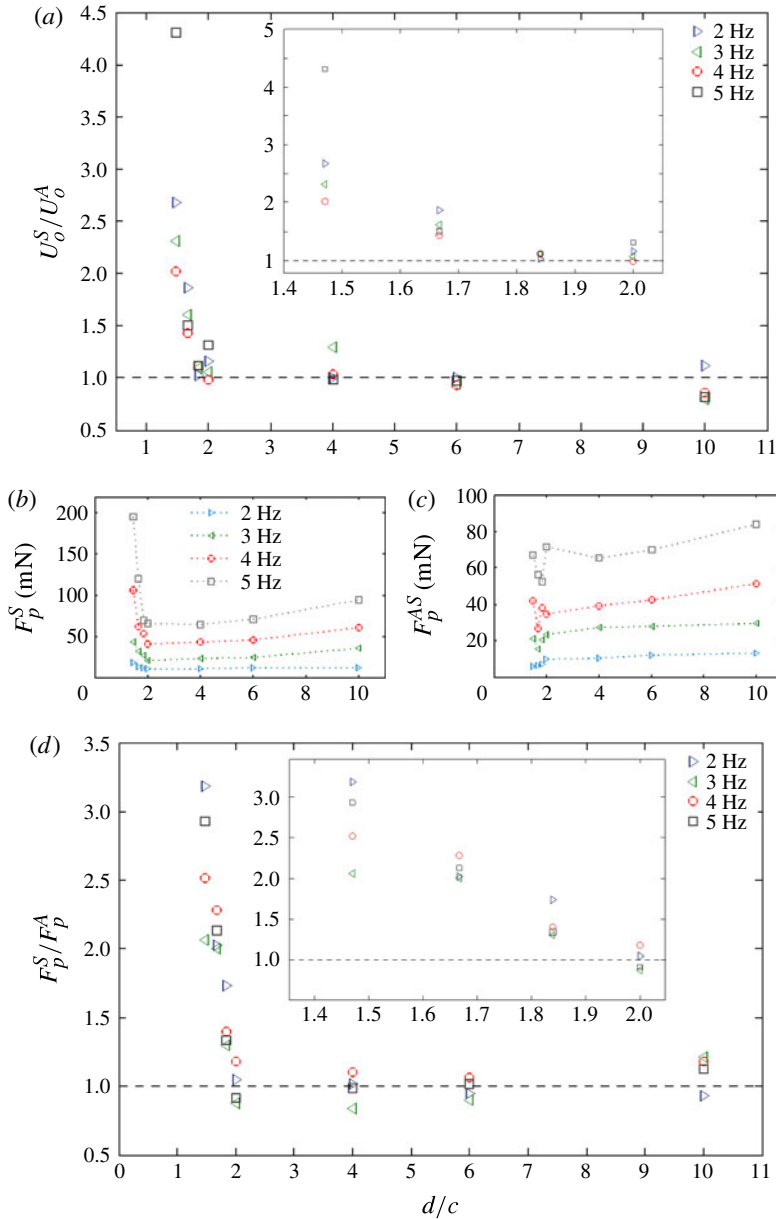 (a)
5
4
3
2
1
1.4 1.5 1.6 1.7 1.8 1.9 2.0
2 Hz
3 Hz
4 Hz
5 Hz
4.5
4.0
3.5
3.0
2.5
2.0
1.5
1.0
0.5
U_o^S/U_o^A
1 2 3 4 5 6 7 8 9 10 11
(b)
200
150
100
50
0
2 4 6 8 10
F_p^S (mN)
2 Hz
3 Hz
4 Hz
5 Hz
(c)
100
80
60
40
20
0
2 4 6 8 10
F_p^{AS} (mN)
(d)
3.5
3.0
2.5
2.0
1.5
1.0
0.5
F_p^S/F_p^A
3.0
2.5
2.0
1.5
1.0
1.4 1.5 1.6 1.7 1.8 1.9 2.0
2 Hz
3 Hz
4 Hz
5 Hz
0 1 2 3 4 5 6 7 8 9 10 11
d/c